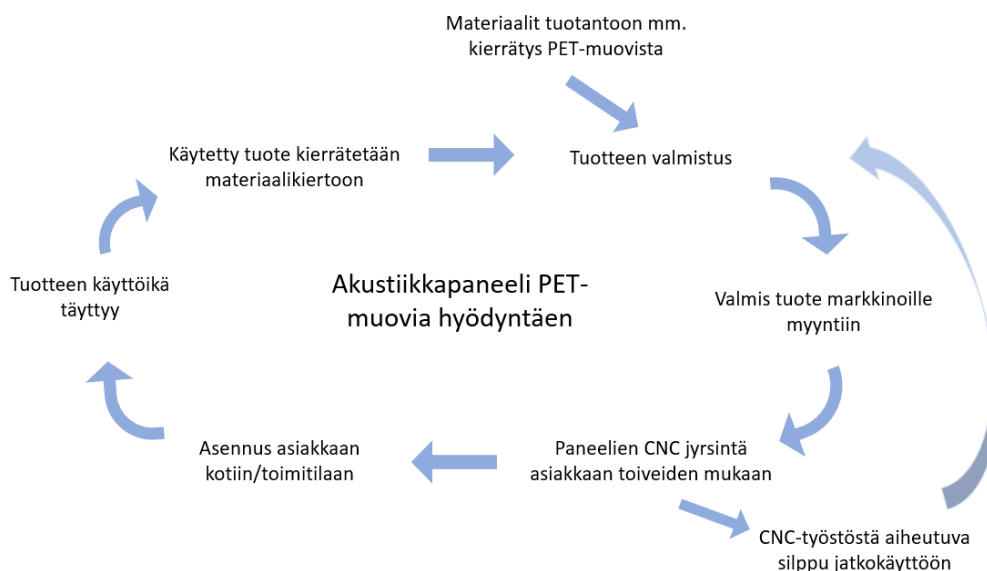 Materiaalit tuotantoon mm.
kierrätys PET-muovista
Käytetty tuote kierrätetään
materiaalikiertoon
Tuotteen valmistus
Tuotteen käyttöikä
täyttyy
Akustiikkapaneeli PET-
muovia hyödyntäen
Valmis tuote markkinoille
myyntiin
Asennus asiakkaan
kotiin/toimitilaan
Paneelien CNC jyrsintä
asiakkaan toiveiden mukaan
CNC-työstöstä aiheutuva
silppu jatkokäyttöön